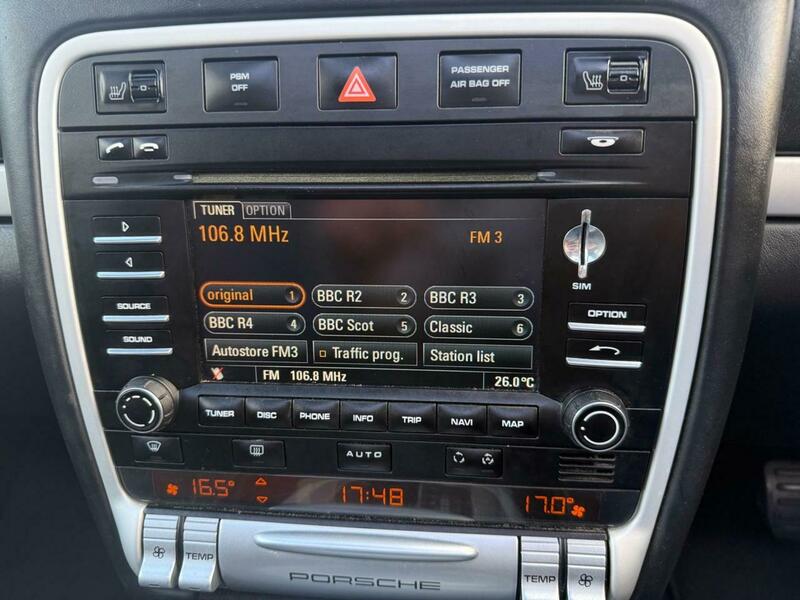 PSM
OFF
PASSENGER
AIR BAG OFF
TUNER OPTION
106.8 MHz
FM 3
original 1 BBC R2 2 BBC R3 3
BBC R4 4 BBC Scot 5 Classic 6
Autostore FM3 Traffic prog. Station list
FM 106.8 MHz 26.0°C
SOURCE
SOUND
SIM
OPTION
TUNER DISC PHONE INFO TRIP NAVI MAP
AUTO
16.5° 17:48 17.0°
TEMP PORSCHE TEMP